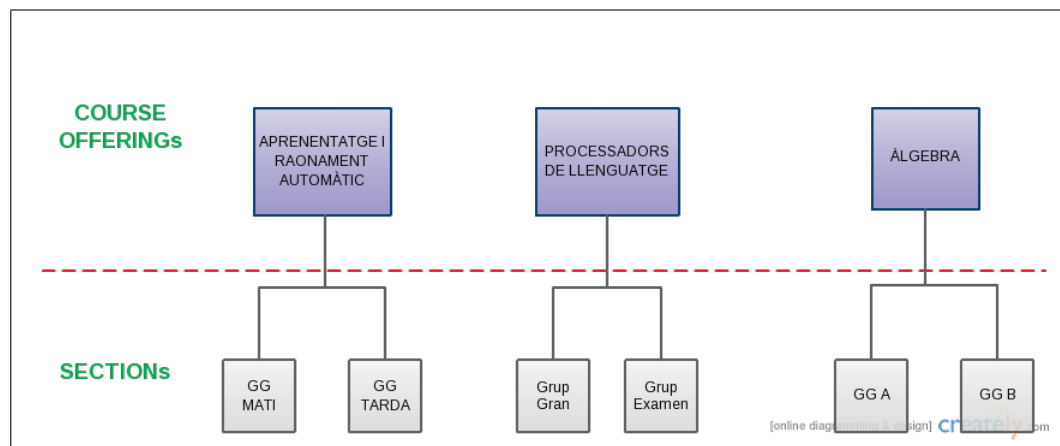 COURSE
OFFERINGs
APRENENTATGE I
RAONAMENT
AUTOMÀTIC
PROCESSADORS
DE LLENGUATGE
ÀLGEBRA
SECTIONs
GG
MATI
GG
TARDA
Grup
Gran
Grup
Examen
GG A
GG B
[online diagramming & design] creately.com